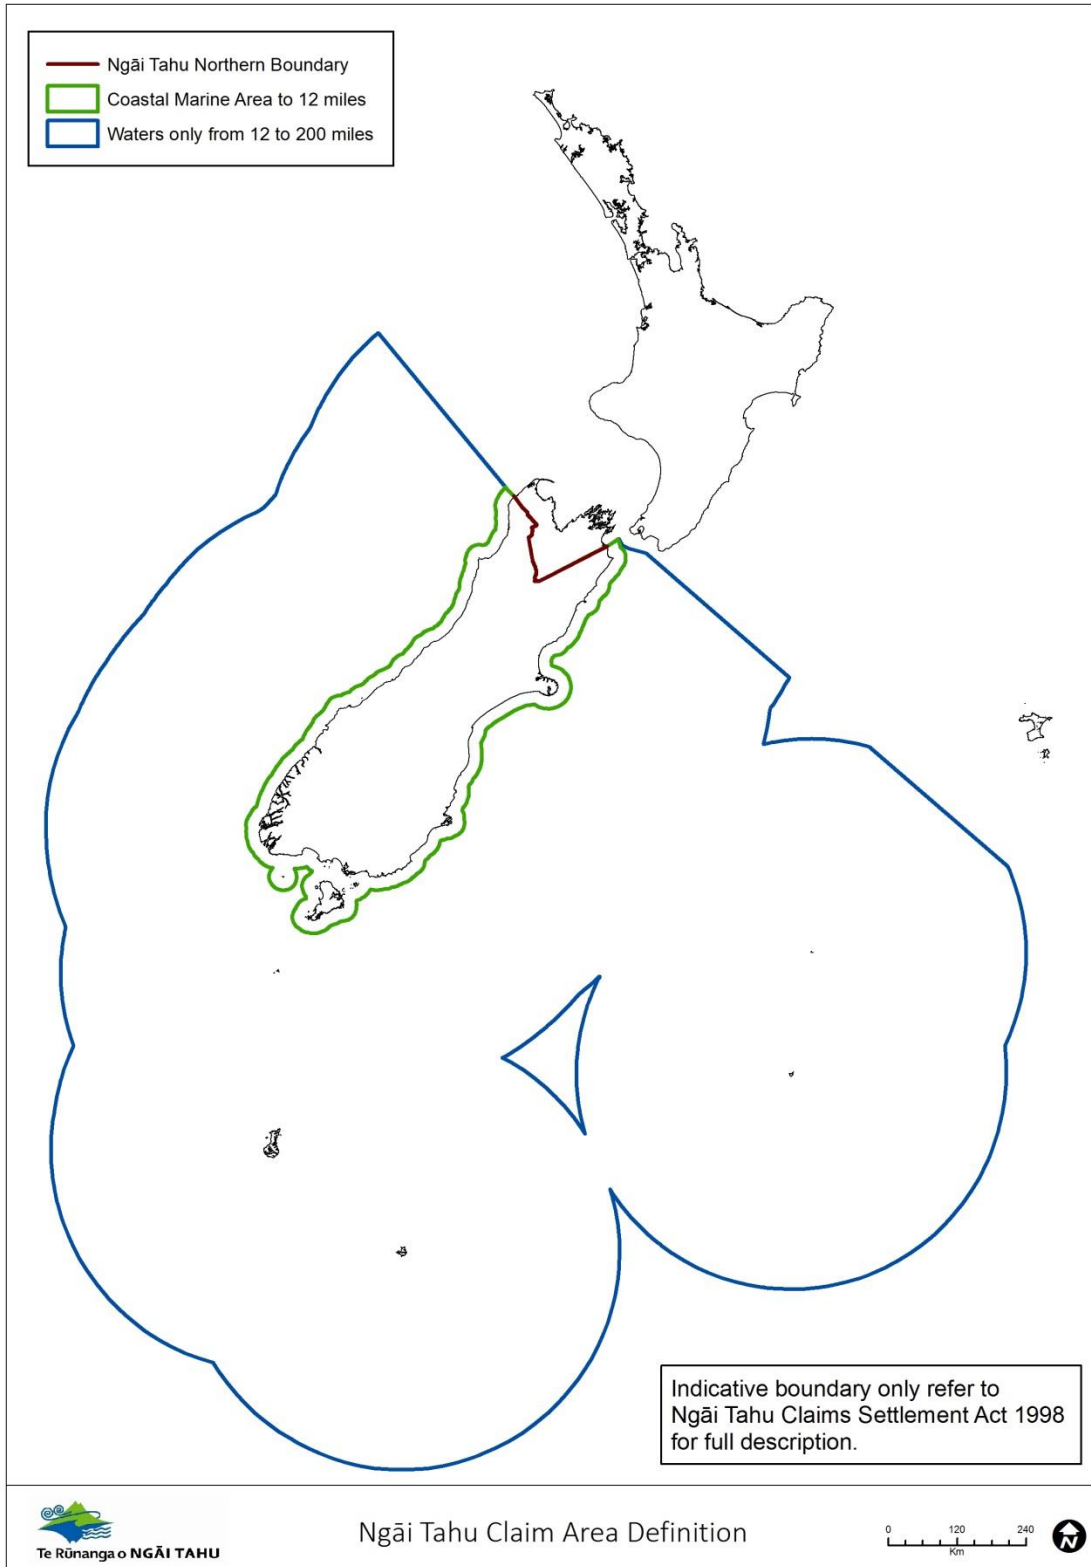 Ngāi Tahu Northern Boundary
Coastal Marine Area to 12 miles
Waters only from 12 to 200 miles
Indicative boundary only refer to
Ngāi Tahu Claims Settlement Act 1998
for full description.
Te Rūnanga o NGĀI TAHU
Ngāi Tahu Claim Area Definition
0 120 240
Km
N